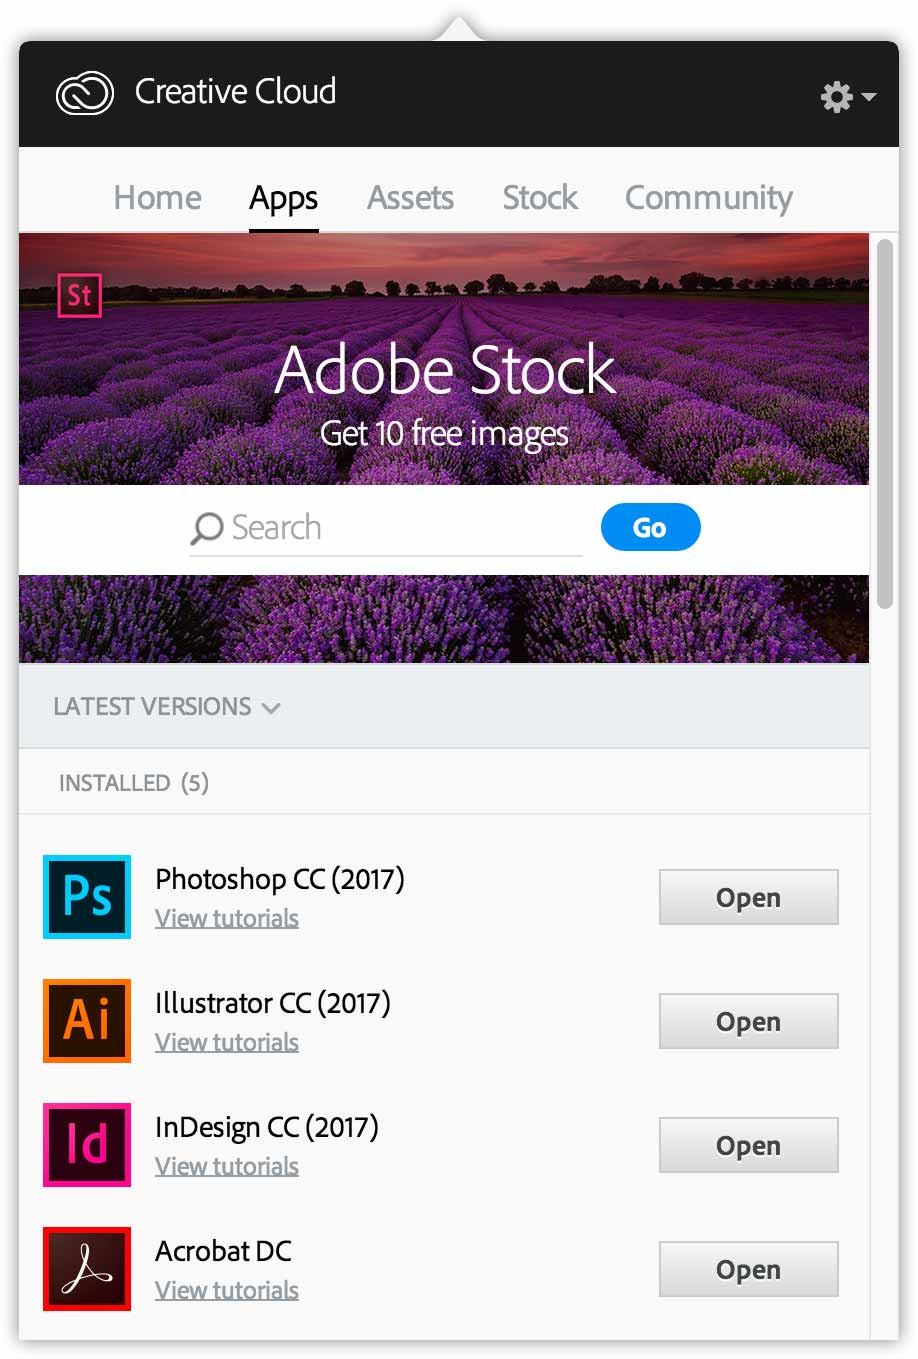 Creative Cloud
Home Apps Assets Stock Community
St
Adobe Stock
Get 10 free images
Search Go
LATEST VERSIONS
INSTALLED (5)
Ps
Photoshop CC (2017)
View tutorials
Open
Ai
Illustrator CC (2017)
View tutorials
Open
Id
InDesign CC (2017)
View tutorials
Open
Acrobat DC
View tutorials
Open